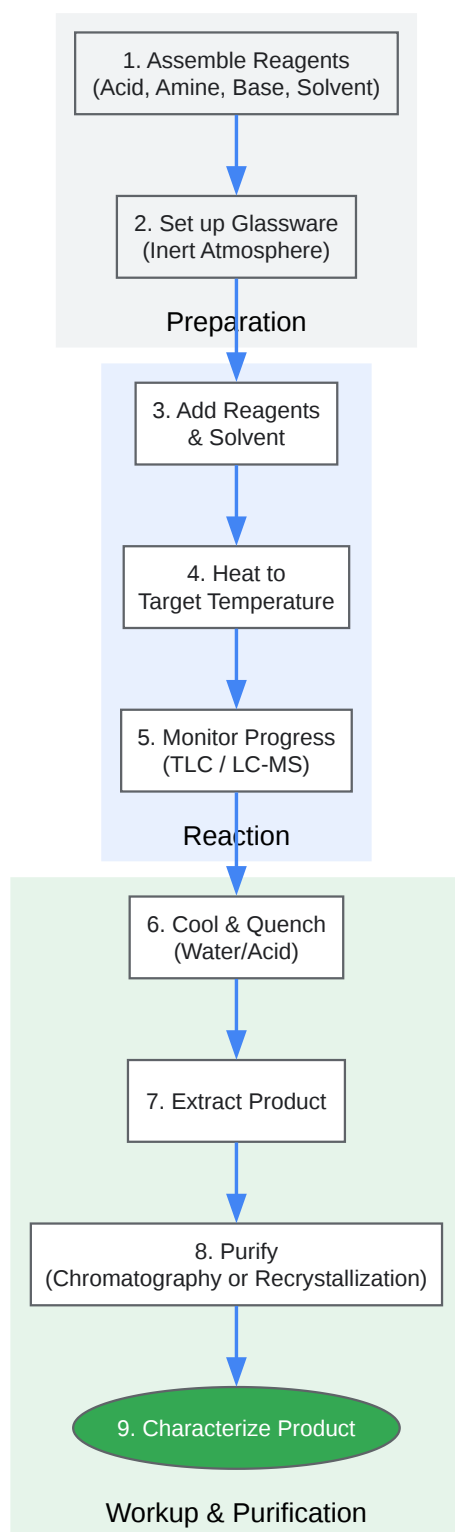 1. Assemble Reagents
(Acid, Amine, Base, Solvent)
2. Set up Glassware
(Inert Atmosphere)
Preparation
3. Add Reagents
& Solvent
4. Heat to
Target Temperature
5. Monitor Progress
(TLC / LC-MS)
Reaction
6. Cool & Quench
(Water/Acid)
7. Extract Product
8. Purify
(Chromatography or Recrystallization)
9. Characterize Product
Workup & Purification